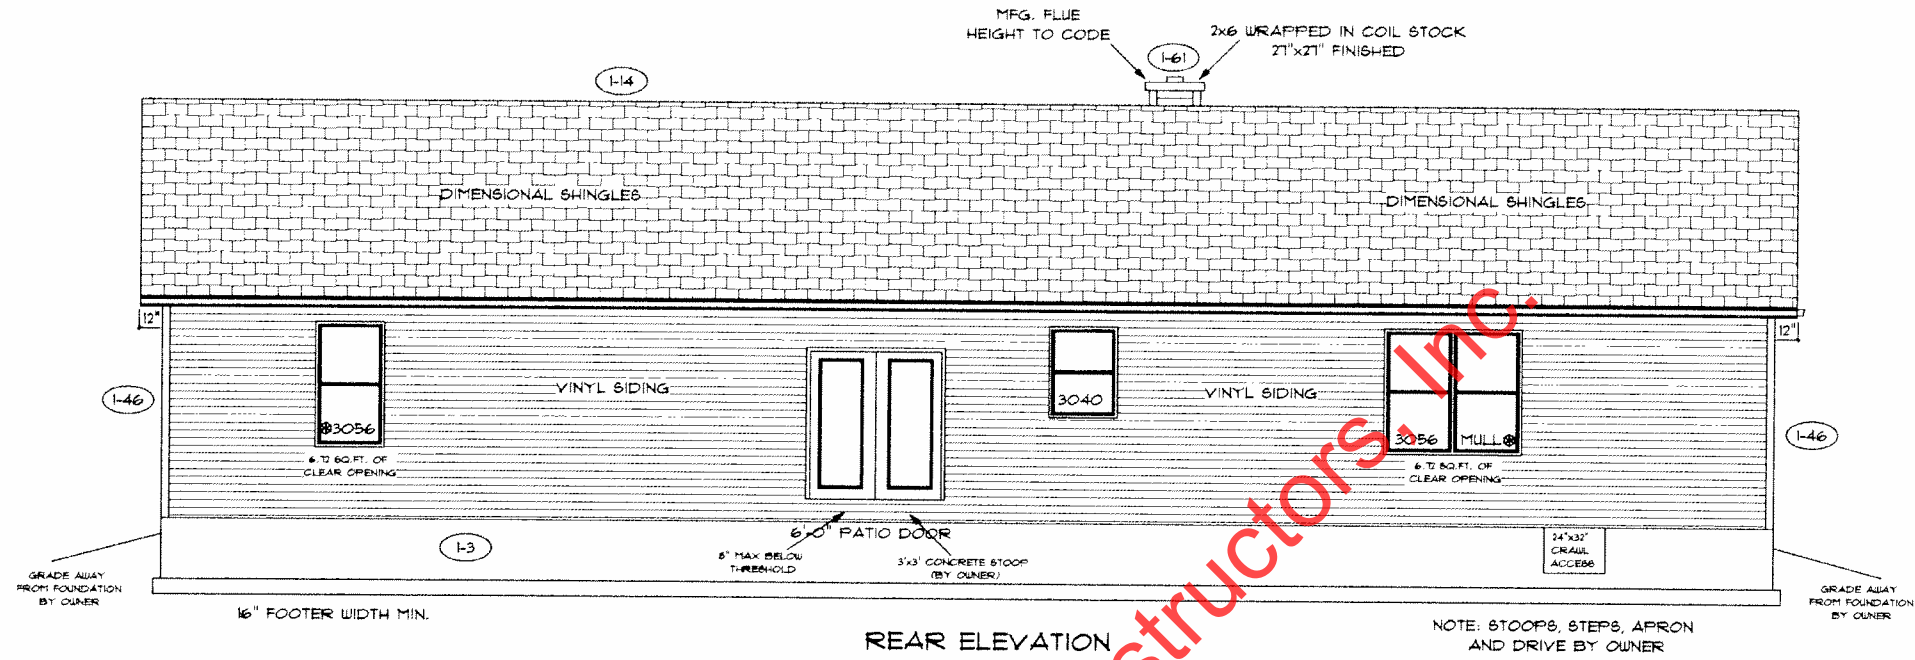 MFG. FLUE
HEIGHT TO CODE
2x6 WRAPPED IN COIL STOCK
27"x27" FINISHED
1-61
1-14
DIMENSIONAL SHINGLES
DIMENSIONAL SHINGLES
12"
12"
VINYL SIDING
VINYL SIDING
1-46
1-46
3056
3040
3056 MULL
6.72 SQ.FT. OF
CLEAR OPENING
6.72 SQ.FT. OF
CLEAR OPENING
6'-0" PATIO DOOR
8" MAX BELOW
THRESHOLD
3'x3' CONCRETE STOOP
(BY OWNER)
24"x32"
CRAWL
ACCESS
1-3
GRADE AWAY
FROM FOUNDATION
BY OWNER
GRADE AWAY
FROM FOUNDATION
BY OWNER
16" FOOTER WIDTH MIN.
REAR ELEVATION
NOTE: STOOPS, STEPS, APRON
AND DRIVE BY OWNER
structors, Inc.